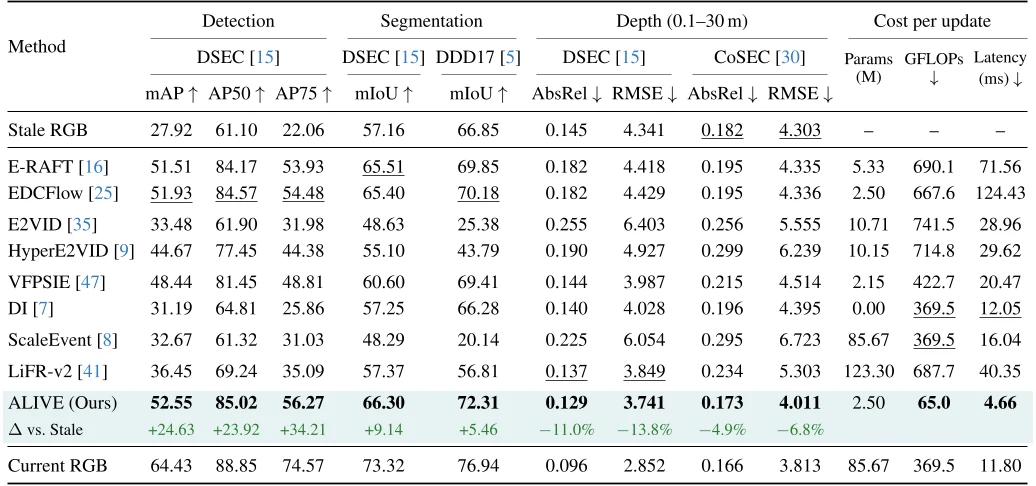 Method Detection Segmentation Depth (0.1–30 m) Cost per update
DSEC [15] DSEC [15] DDD17 [5] DSEC [15] CoSEC [30] Params (M) GFLOPs ↓ Latency (ms) ↓
mAP ↑ AP50 ↑ AP75 ↑ mIoU ↑ mIoU ↑ AbsRel ↓ RMSE ↓ AbsRel ↓ RMSE ↓
Stale RGB 27.92 61.10 22.06 57.16 66.85 0.145 4.341 0.182 4.303 – – –
E-RAFT [16] 51.51 84.17 53.93 65.51 69.85 0.182 4.418 0.195 4.335 5.33 690.1 71.56
EDCFlow [25] 51.93 84.57 54.48 65.40 70.18 0.182 4.429 0.195 4.336 2.50 667.6 124.43
E2VID [35] 33.48 61.90 31.98 48.63 25.38 0.255 6.403 0.256 5.555 10.71 741.5 28.96
HyperE2VID [9] 44.67 77.45 44.38 55.10 43.79 0.190 4.927 0.299 6.239 10.15 714.8 29.62
VFPSIE [47] 48.44 81.45 48.81 60.60 69.41 0.144 3.987 0.215 4.514 2.15 422.7 20.47
DI [7] 31.19 64.81 25.86 57.25 66.28 0.140 4.028 0.196 4.395 0.00 369.5 12.05
ScaleEvent [8] 32.67 61.32 31.03 48.29 20.14 0.225 6.054 0.295 6.723 85.67 369.5 16.04
LiFR-v2 [41] 36.45 69.24 35.09 57.37 56.81 0.137 3.849 0.234 5.303 123.30 687.7 40.35
ALIVE (Ours) 52.55 85.02 56.27 66.30 72.31 0.129 3.741 0.173 4.011 2.50 65.0 4.66
Δ vs. Stale +24.63 +23.92 +34.21 +9.14 +5.46 −11.0% −13.8% −4.9% −6.8%
Current RGB 64.43 88.85 74.57 73.32 76.94 0.096 2.852 0.166 3.813 85.67 369.5 11.80